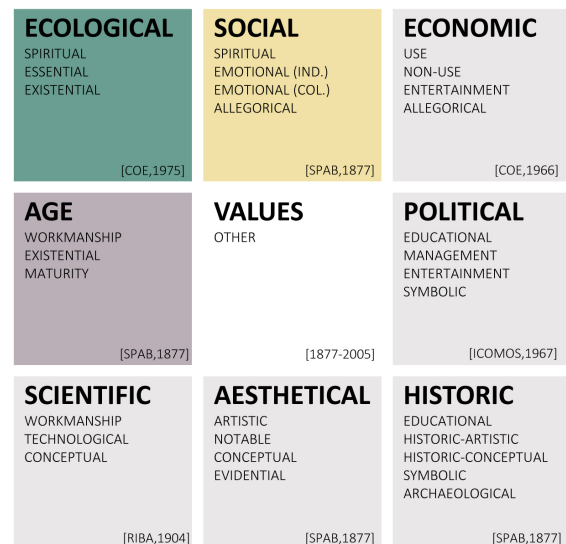 ECOLOGICAL
SPIRITUAL
ESSENTIAL
EXISTENTIAL
[COE,1975]
SOCIAL
SPIRITUAL
EMOTIONAL (IND.)
EMOTIONAL (COL.)
ALLEGORICAL
[SPAB,1877]
ECONOMIC
USE
NON-USE
ENTERTAINMENT
ALLEGORICAL
[COE,1966]
AGE
WORKMANSHIP
EXISTENTIAL
MATURITY
[SPAB,1877]
VALUES
OTHER
[1877-2005]
POLITICAL
EDUCATIONAL
MANAGEMENT
ENTERTAINMENT
SYMBOLIC
[ICOMOS,1967]
SCIENTIFIC
WORKMANSHIP
TECHNOLOGICAL
CONCEPTUAL
[RIBA,1904]
AESTHETICAL
ARTISTIC
NOTABLE
CONCEPTUAL
EVIDENTIAL
[SPAB,1877]
HISTORIC
EDUCATIONAL
HISTORIC-ARTISTIC
HISTORIC-CONCEPTUAL
SYMBOLIC
ARCHAEOLOGICAL
[SPAB,1877]